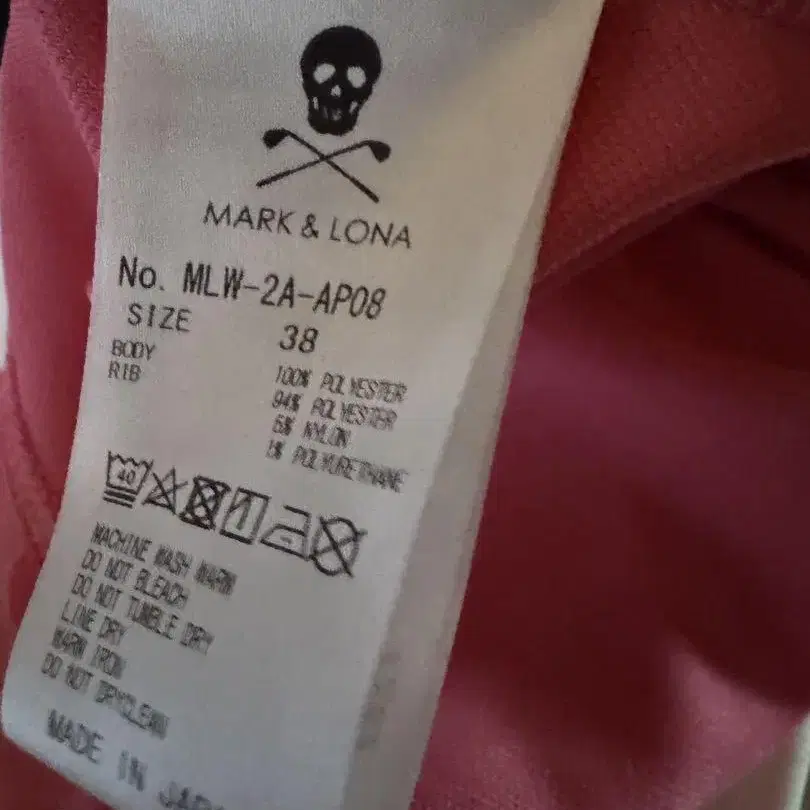 MARK & LONA
No. MLW-2A-AP08
SIZE 38
BODY 100% POLYESTER
RIB 94% POLYESTER
5% NYLON
1% POLYURETHANE
40
MACHINE WASH WARM
DO NOT BLEACH
DO NOT TUMBLE DRY
LINE DRY
WARM IRON
DO NOT DRYCLEAN
MADE IN JAPA